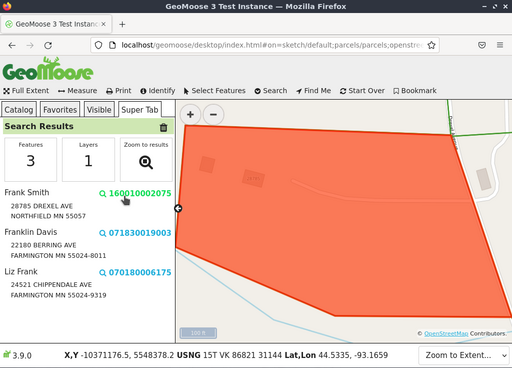 GeoMoose 3 Test Instance — Mozilla Firefox
GeoMoose 3 Test Instance
localhost/geomoose/desktop/index.html#on=sketch/default;parcels/parcels;openstre
GeoMoose
Full Extent Measure Print Identify Select Features Search Find Me Start Over Bookmark
Catalog Favorites Visible Super Tab
Search Results
Features Layers Zoom to results
3 1
Frank Smith 160010002075
28785 DREXEL AVE
NORTHFIELD MN 55057
Franklin Davis 071830019003
22180 BERRING AVE
FARMINGTON MN 55024-8011
Liz Frank 070180006175
24521 CHIPPENDALE AVE
FARMINGTON MN 55024-9319
100 ft
© OpenStreetMap Contributors.
3.9.0 X,Y -10371176.5, 5548378.2 USNG 15T VK 86821 31144 Lat,Lon 44.5335, -93.1659 Zoom to Extent...